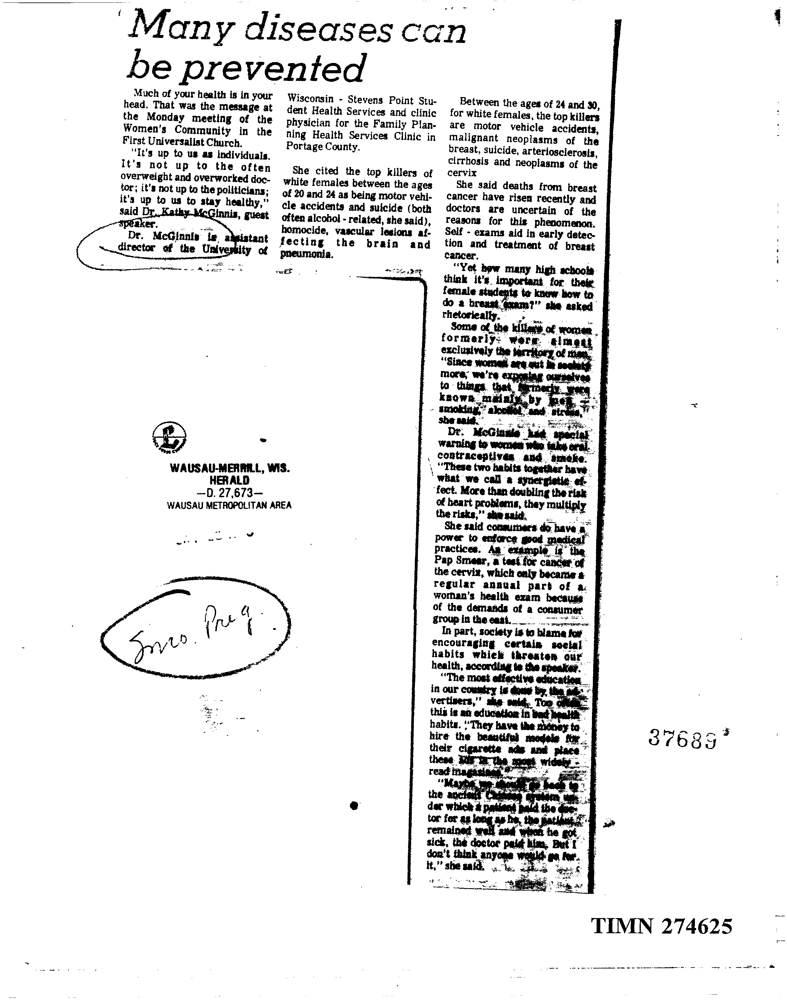 Many diseases can
be prevented
Much of your health is in your
head. That was the message at
the Monday meeting of the
Women's Community in the
First Universalist Church.
"It's up to us as individuals.
It's not up to the often
overweight and overworked doc-
tor; it's not up to the politicians;
it's up to us to stay healthy,"
said Dr. Kathy McGinnis, guest
speaker.
Dr. McGinnis is assistant
director of the University of
Wisconsin - Stevens Point Stu-
dent Health Services and clinic
physician for the Family Plan-
ning Health Services Clinic in
Portage County.
She cited the top killers of
white females between the ages
of 20 and 24 as being motor vehi-
cle accidents and suicide (both
often alcohol - related, she said),
homocide, vascular lesions af-
fecting the brain and
pneumonia.
Between the ages of 24 and 30,
for white females, the top killers
are motor vehicle accidents,
malignant neoplasms of the
breast, suicide, arteriosclerosis,
cirrhosis and neoplasms of the
cervix
She said deaths from breast
cancer have risen recently and
doctors are uncertain of the
reasons for this phenomenon.
Self - exams aid in early detec-
tion and treatment of breast
cancer.
"Yet how many high schools
think it's important for their
female students to know how to
do a breast exam?" she asked
rhetorically.
Some of the killers of women
formerly were almost
exclusively the territory of men.
"Since women are out in society
more, we're exposing ourselves
to things that formerly were
known mainly by men -
smoking, alcohol and stress,"
she said.
Dr. McGinnis had special
warning to women who take oral
contraceptives and smoke.
"These two habits together have
what we call a synergistic ef-
fect. More than doubling the risk
of heart problems, they multiply
the risks," she said.
She said consumers do have a
power to enforce good medical
practices. An example is the
Pap Smear, a test for cancer of
the cervix, which only became a
regular annual part of a
woman's health exam because
of the demands of a consumer
group in the east.
In part, society is to blame for
encouraging certain social
habits which threaten our
health, according to the speaker.
"The most effective education
in our country is done by the ad-
vertisers," she said. Too often
this is an education in bad health
habits. "They have the money to
hire the beautiful models for
their cigarette ads and place
these ads in the most widely -
read magazines."
"Maybe we should go back to
the ancient Chinese system un-
der which a patient paid the doc-
tor for as long as he, the patient,
remained well and when he got
sick, the doctor paid him. But I
don't think anyone would go for
it," she said.
WAUSAU-MERRILL, WIS.
HERALD
—D. 27,673—
WAUSAU METROPOLITAN AREA
Smo. Preg.
37689
TIMN 274625